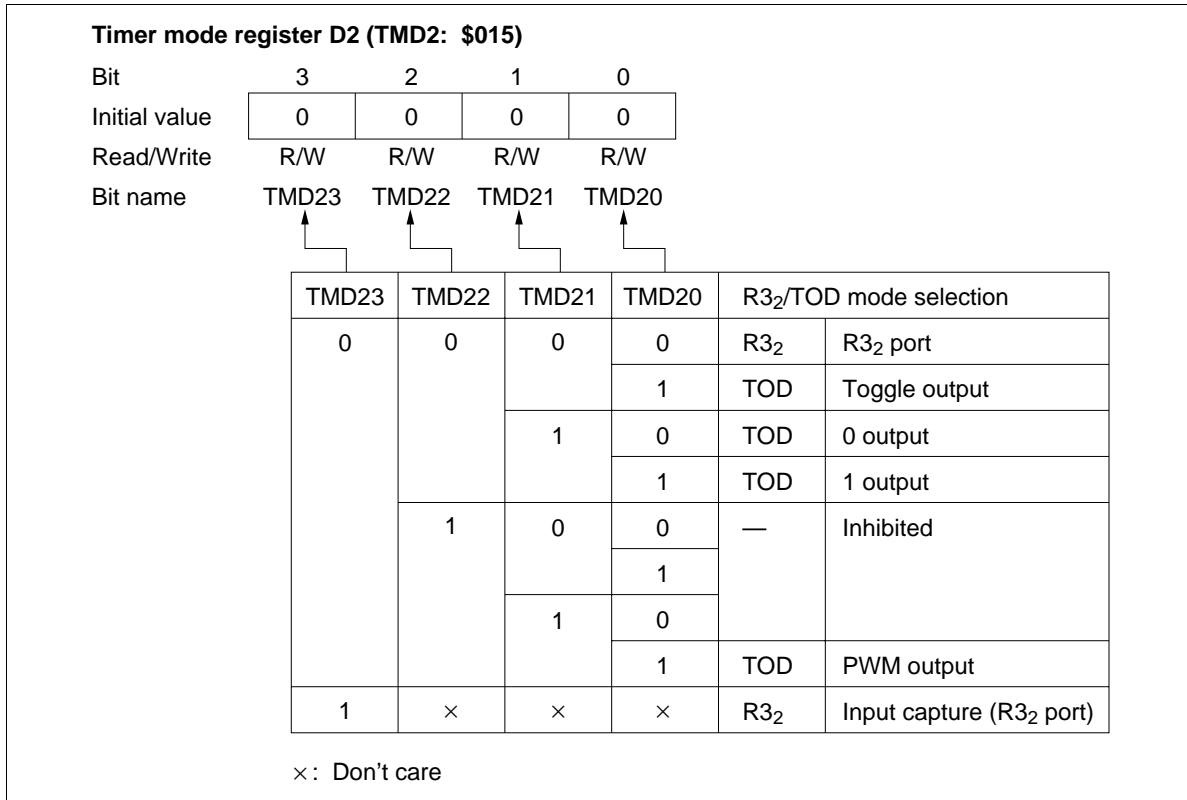 Timer mode register D2 (TMD2: $015)
Bit 3 2 1 0
Initial value 0 0 0 0
Read/Write R/W R/W R/W R/W
Bit name TMD23 TMD22 TMD21 TMD20
TMD23 TMD22 TMD21 TMD20 R3₂/TOD mode selection
0 0 0 0 R3₂ R3₂ port
1 TOD Toggle output
1 0 TOD 0 output
1 TOD 1 output
1 0 0 — Inhibited
1
1 0
1 TOD PWM output
1 × × × R3₂ Input capture (R3₂ port)
×: Don't care